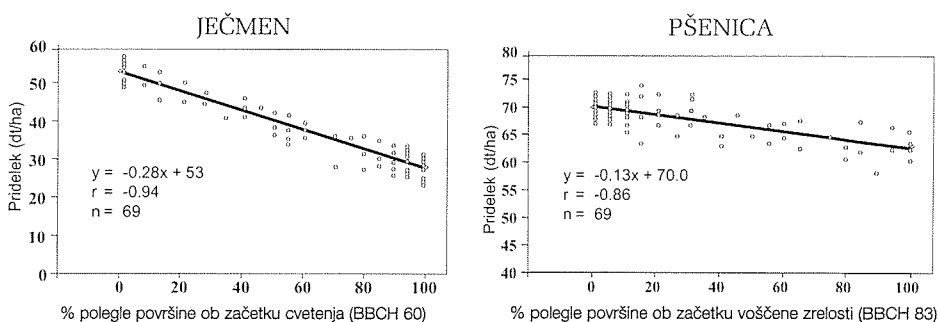 JEČMEN
Pridelek (dt/ha)
60
50
40
30
20
10
0
y = -0.28x + 53
r = -0.94
n = 69
0 20 40 60 80 100
% polegle površine ob začetku cvetenja (BBCH 60)
PŠENICA
Pridelek (dt/ha)
80
75
70
65
60
55
50
45
40
y = -0.13x + 70.0
r = -0.86
n = 69
0 20 40 60 80 100
% polegle površine ob začetku voščene zrelosti (BBCH 83)